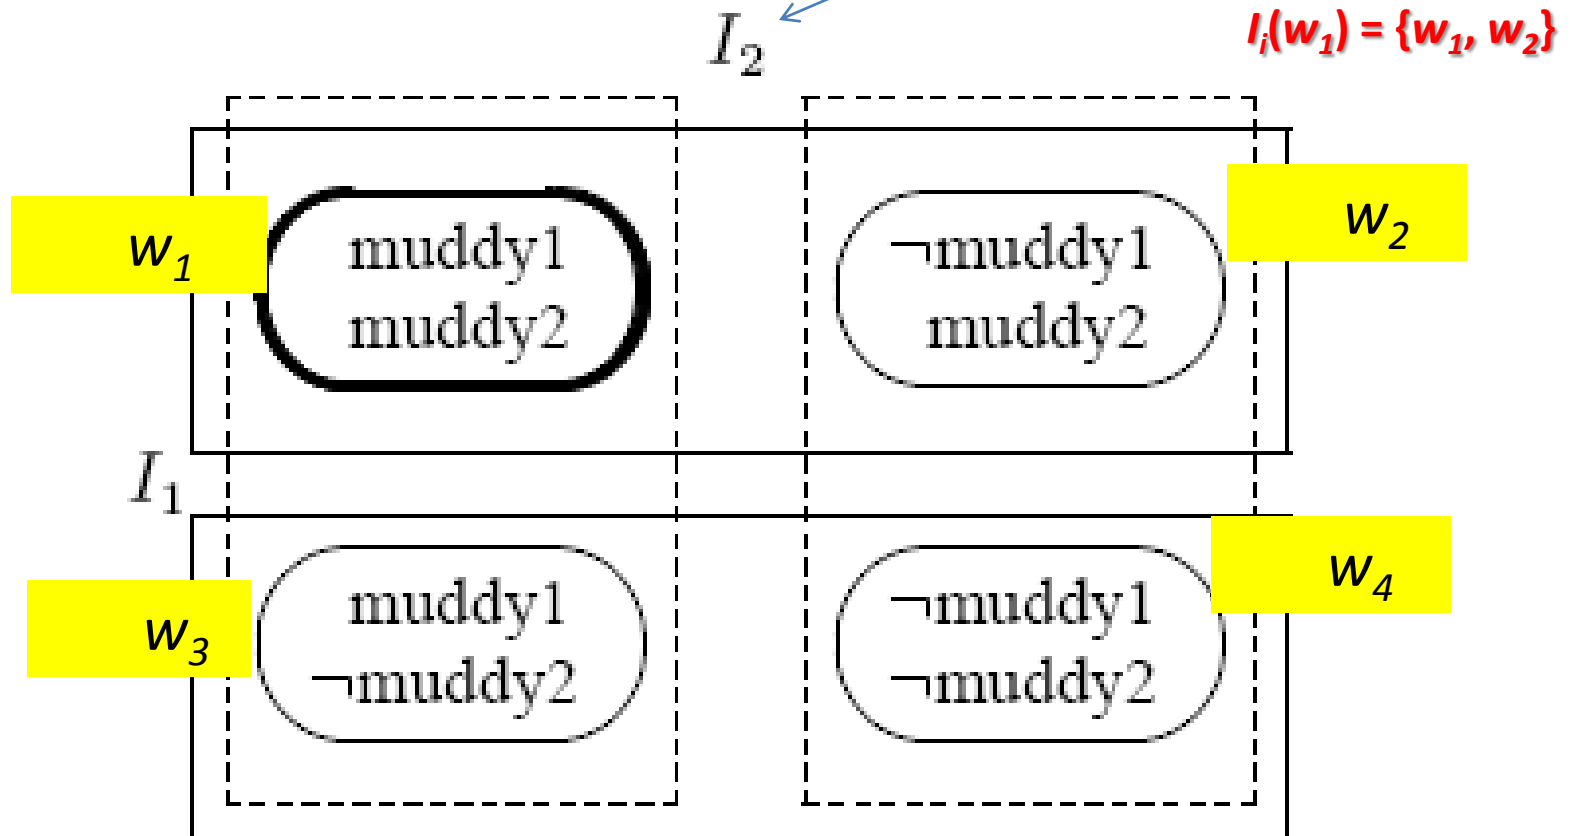 I₂
Iᵢ(w₁) = {w₁, w₂}
w₁
muddy1
muddy2
¬muddy1
muddy2
w₂
I₁
w₃
muddy1
¬muddy2
¬muddy1
¬muddy2
w₄